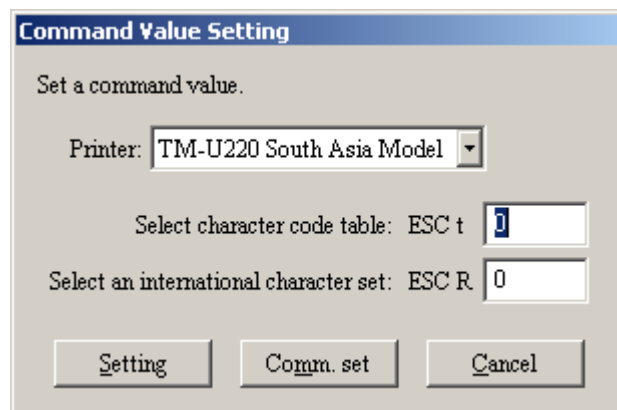 Command Value Setting
Set a command value.
Printer: TM-U220 South Asia Model
Select character code table: ESC t 0
Select an international character set: ESC R 0
Setting Comm. set Cancel